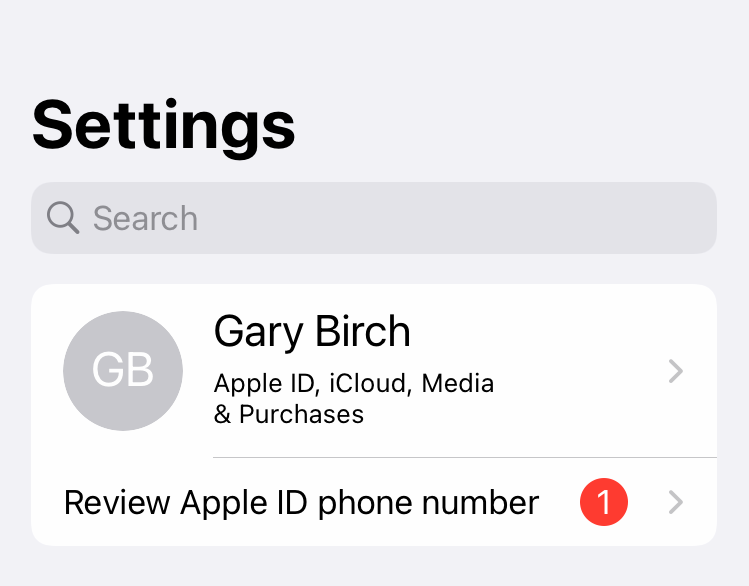 Settings
Search
GB
Gary Birch
Apple ID, iCloud, Media
& Purchases
Review Apple ID phone number 1